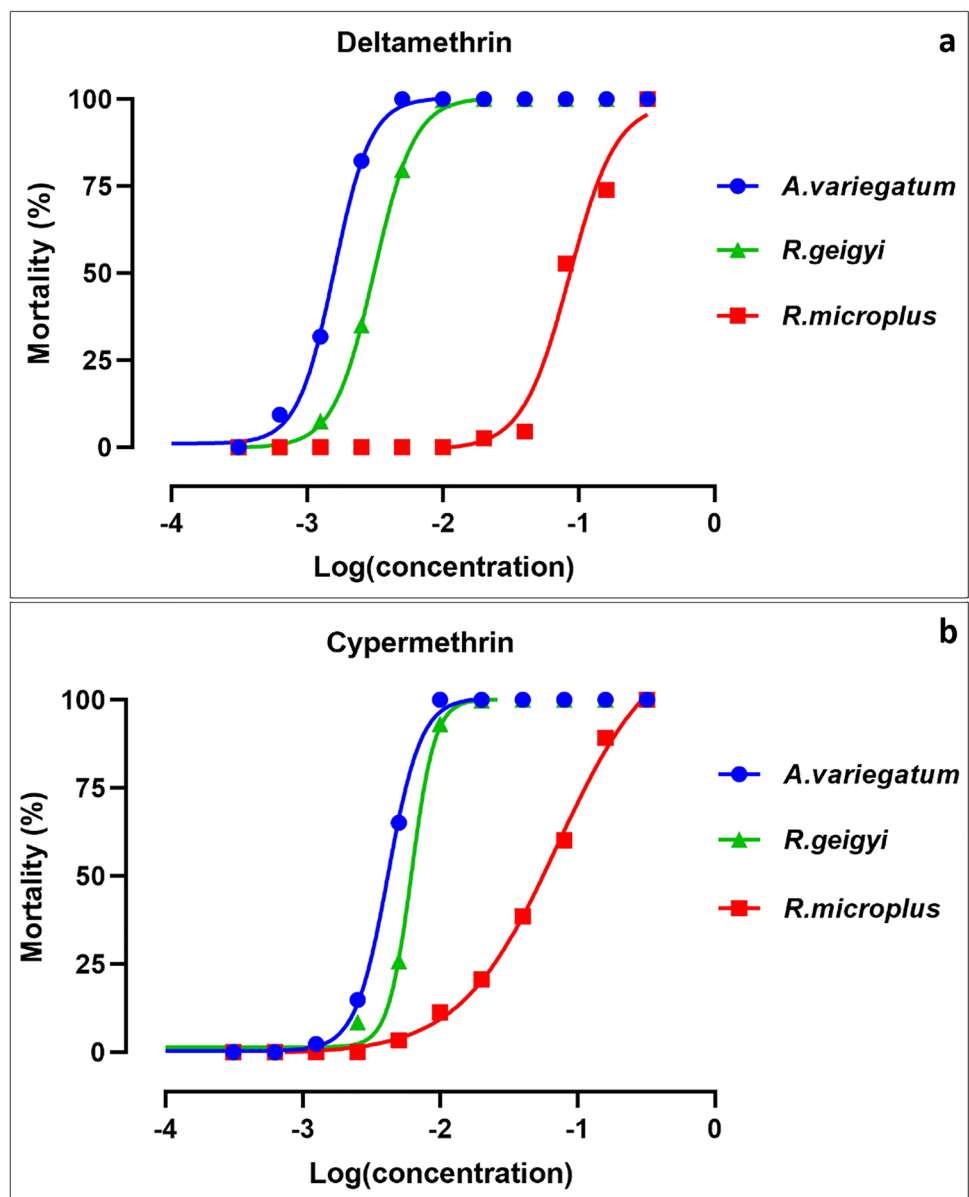 Deltamethrin
a
Mortality (%)
100
75
50
25
0
-4 -3 -2 -1 0
Log(concentration)
A.variegatum
R.geigyi
R.microplus
Cypermethrin
b
Mortality (%)
100
75
50
25
0
-4 -3 -2 -1 0
Log(concentration)
A.variegatum
R.geigyi
R.microplus